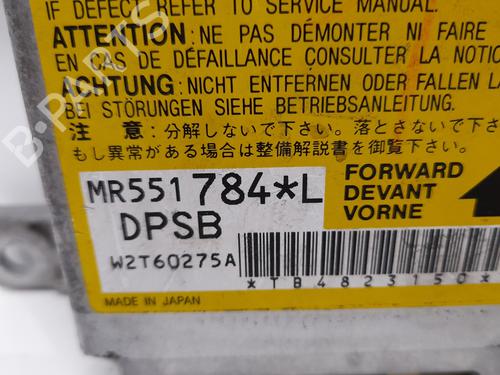 IF DEFECT REFER TO SERVICE MANUAL.
ATTENTION:NE PAS DÉMONTER NI FAIRE
EN CAS DE DÉFAILLANCE CONSULTER LA NOTIC
ACHTUNG:NICHT ENTFERNEN ODER FALLEN LA
BEI STÖRUNGEN SIEHE BETRIEBSANLEITUNG.
注意:分解しないで下さい。落とさないで下さい
もし異常がある場合は整備解説書を御覧下さい。
MR551784*L
DPSB
W2T60275A
FORWARD
DEVANT
VORNE
*TB4823150*
MADE IN JAPAN
B-PARTS